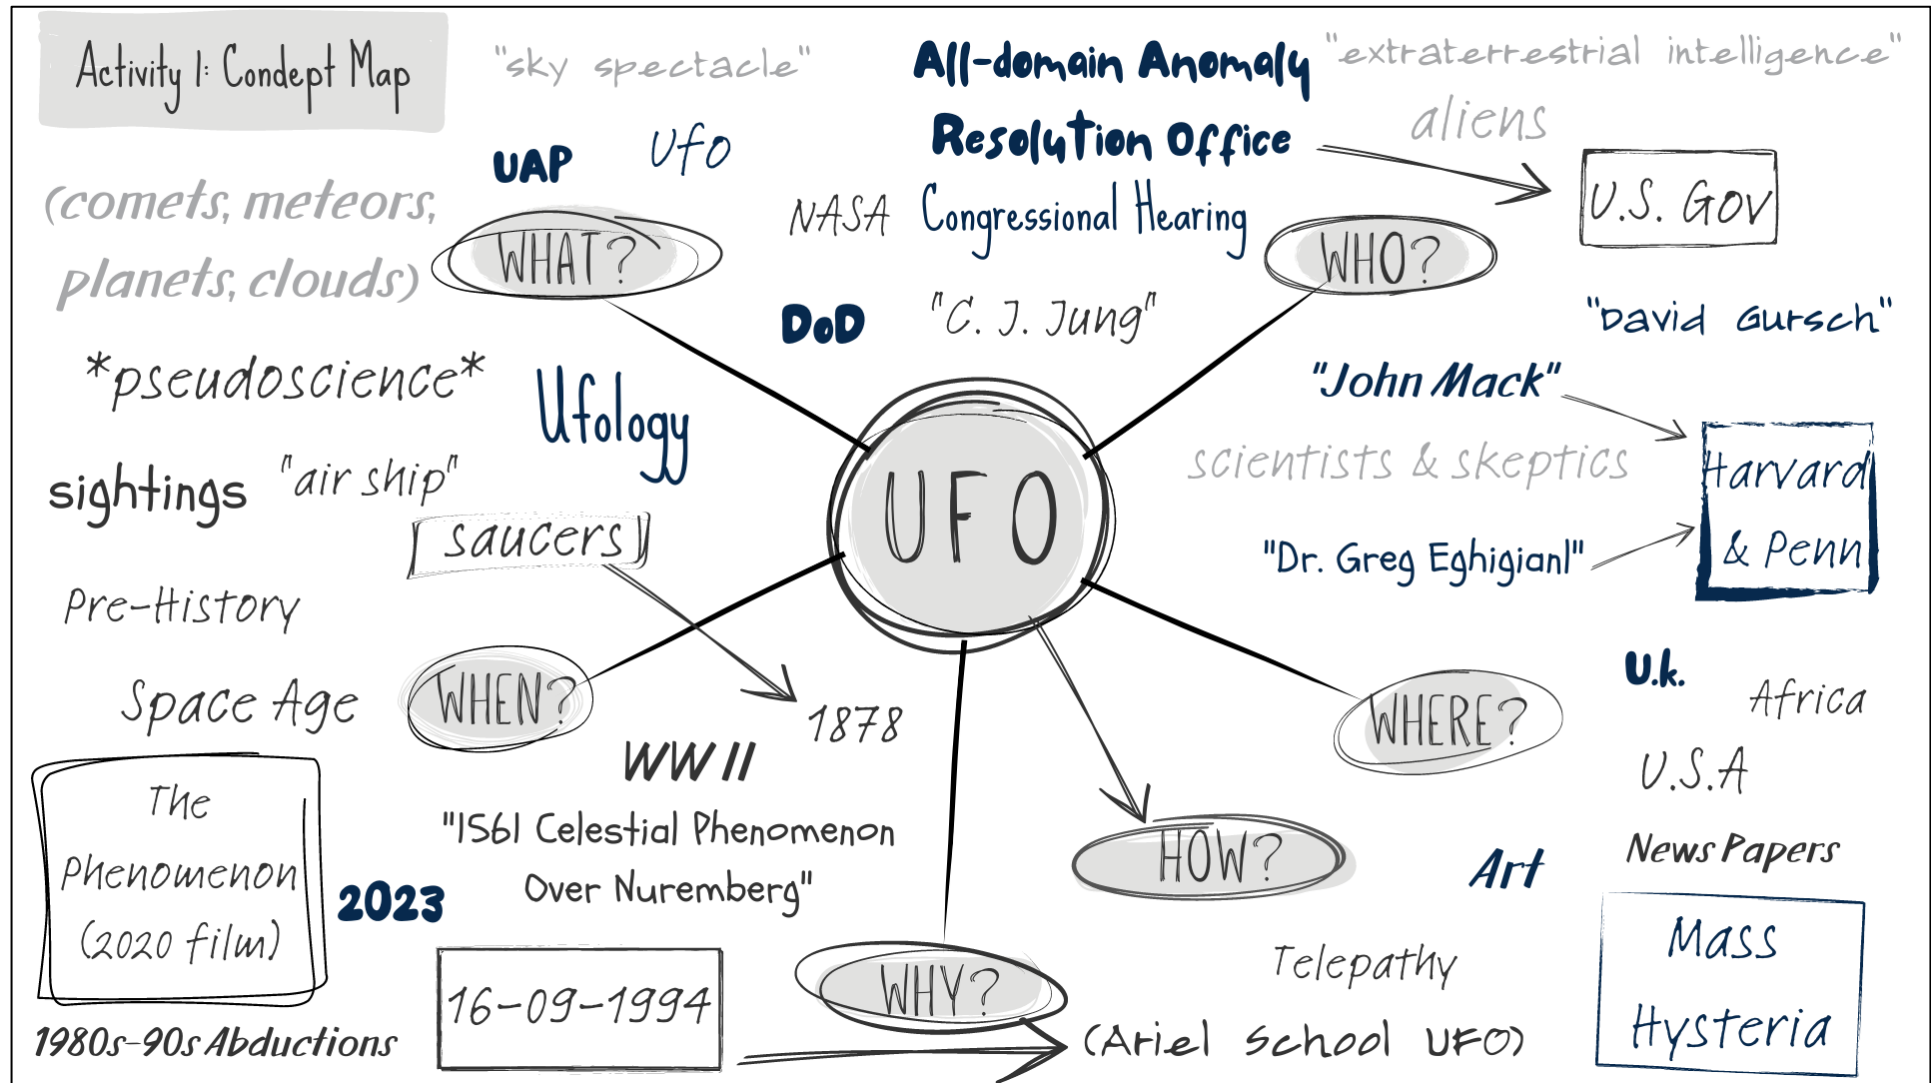 Activity 1: Condept Map
"sky spectacle"
All-domain Anomaly
Resolution Office
"extraterrestrial intelligence"
aliens
UAP
UFO
(comets, meteors,
planets, clouds)
WHAT?
NASA
Congressional Hearing
WHO?
U.S. GOV
DoD
"C. J. Jung"
"David Gursch"
*pseudoscience*
Ufology
"John Mack"
sightings
"air ship"
saucers
UFO
scientists & skeptics
Harvard
& Penn
"Dr. Greg Eghigianl"
Pre-History
Space Age
WHEN?
1878
WHERE?
U.k.
Africa
U.S.A
WW II
The
Phenomenon
(2020 film)
2023
"1561 Celestial Phenomenon
Over Nuremberg"
HOW?
Art
News Papers
Mass
Hysteria
Telepathy
16-09-1994
WHY?
(Ariel School UFO)
1980s-90s Abductions